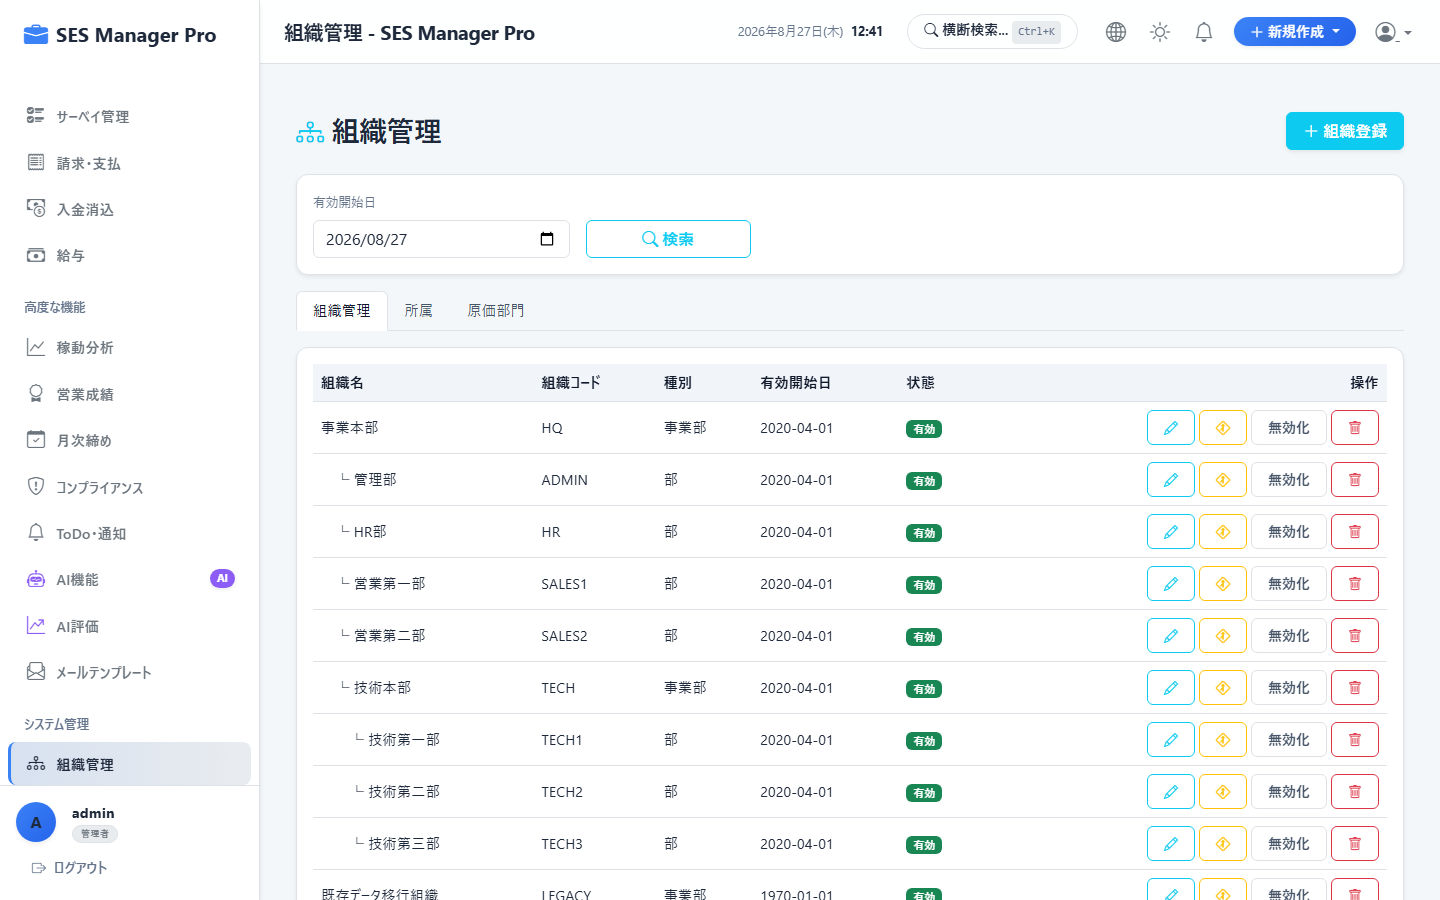 SES Manager Pro
組織管理 - SES Manager Pro
2026年8月27日(木) 12:41
横断検索... Ctrl+K
新規作成
サーベイ管理
請求・支払
入金消込
給与
高度な機能
稼動分析
営業成績
月次締め
コンプライアンス
ToDo・通知
AI機能 AI
AI評価
メールテンプレート
システム管理
組織管理
A
admin
管理者
ログアウト
組織管理
組織登録
有効開始日
2026/08/27
検索
組織管理 所属 原価部門
組織名 組織コード 種別 有効開始日 状態 操作
事業本部 HQ 事業部 2020-04-01 有効 無効化
└ 管理部 ADMIN 部 2020-04-01 有効 無効化
└ HR部 HR 部 2020-04-01 有効 無効化
└ 営業第一部 SALES1 部 2020-04-01 有効 無効化
└ 営業第二部 SALES2 部 2020-04-01 有効 無効化
└ 技術本部 TECH 事業部 2020-04-01 有効 無効化
└ 技術第一部 TECH1 部 2020-04-01 有効 無効化
└ 技術第二部 TECH2 部 2020-04-01 有効 無効化
└ 技術第三部 TECH3 部 2020-04-01 有効 無効化
既存データ移行組織 LEGACY 事業部 1970-01-01 有効 無効化